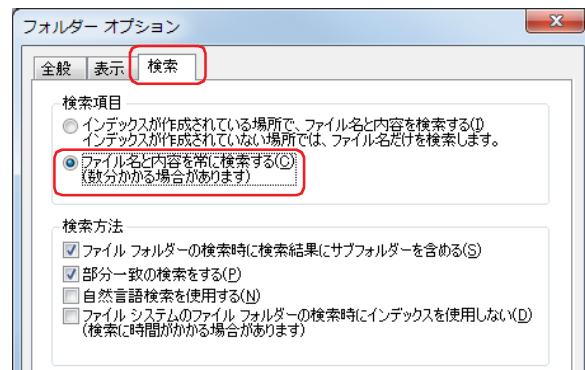 フォルダー オプション
全般 表示 検索
検索項目
インデックスが作成されている場所で、ファイル名と内容を検索する(I)
インデックスが作成されていない場所では、ファイル名だけを検索します。
ファイル名と内容を常に検索する(C)
(数分かかる場合があります)
検索方法
ファイル フォルダーの検索時に検索結果にサブフォルダーを含める(S)
部分一致の検索をする(P)
自然言語検索を使用する(N)
ファイル システムのファイル フォルダーの検索時にインデックスを使用しない(D)
(検索に時間がかかる場合があります)